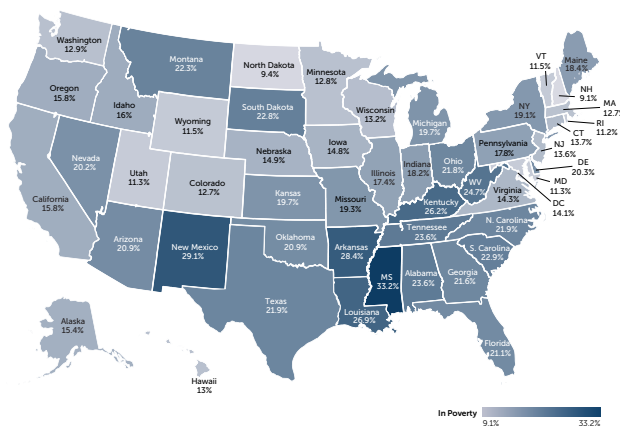 Washington
12.9%
Oregon
15.8%
California
15.8%
Nevada
20.2%
Idaho
16%
Montana
22.3%
Wyoming
11.5%
Utah
11.3%
Colorado
12.7%
Arizona
20.9%
New Mexico
29.1%
North Dakota
9.4%
South Dakota
22.8%
Nebraska
14.9%
Kansas
19.7%
Oklahoma
20.9%
Texas
21.9%
Minnesota
12.8%
Iowa
14.8%
Missouri
19.3%
Arkansas
28.4%
Louisiana
26.9%
Wisconsin
13.2%
Illinois
17.4%
Michigan
19.7%
Indiana
18.2%
Ohio
21.8%
Kentucky
26.2%
Tennessee
23.6%
MS
33.2%
Alabama
23.6%
Georgia
21.6%
Florida
21.1%
S. Carolina
22.9%
N. Carolina
21.9%
WV
24.7%
Virginia
14.3%
Pennsylvania
17.8%
NY
19.1%
VT
11.5%
Maine
18.4%
NH
9.1%
MA
12.7%
RI
11.2%
CT
13.7%
NJ
13.6%
DE
20.3%
MD
11.3%
DC
14.1%
Alaska
15.4%
Hawaii
13%
In Poverty
9.1% 33.2%